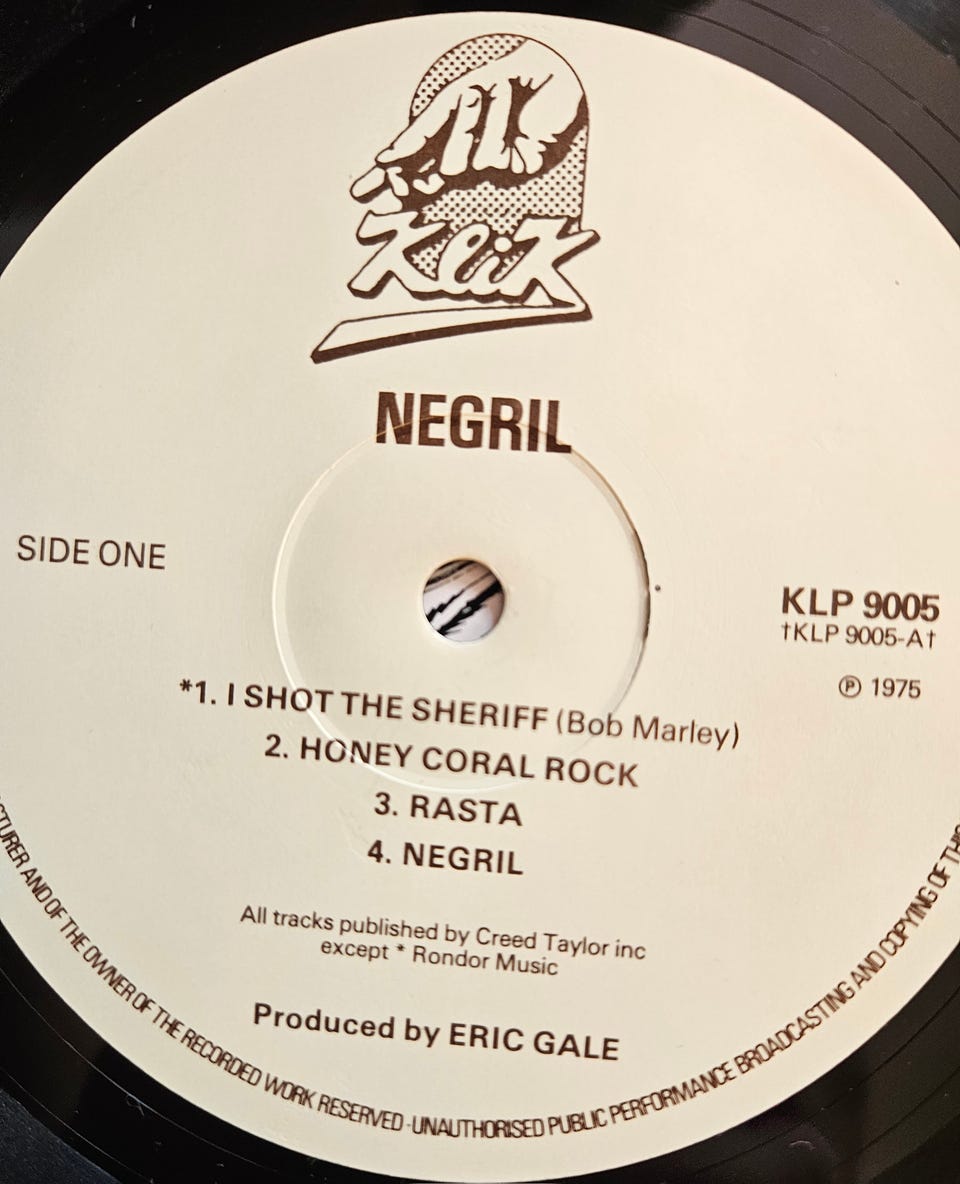 Klik
NEGRIL
SIDE ONE
KLP 9005
†KLP 9005-A†
℗ 1975
*1. I SHOT THE SHERIFF (Bob Marley)
2. HONEY CORAL ROCK
3. RASTA
4. NEGRIL
All tracks published by Creed Taylor inc
except * Rondor Music
Produced by ERIC GALE
AND OF THE OWNER OF THE RECORDED WORK RESERVED · UNAUTHORISED PUBLIC PERFORMANCE BROADCASTING AND COPYING OF THIS